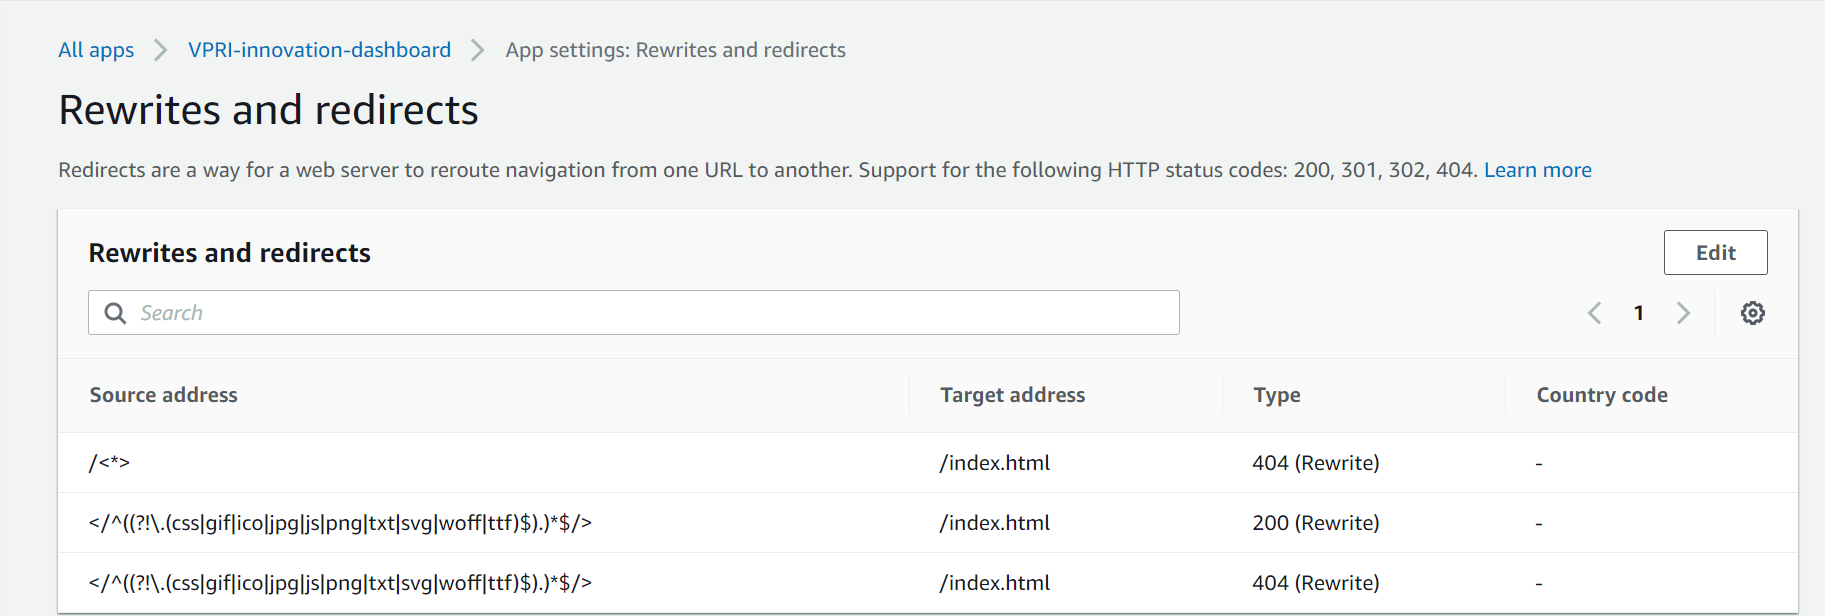 All apps > VPRI-innovation-dashboard > App settings: Rewrites and redirects
Rewrites and redirects
Redirects are a way for a web server to reroute navigation from one URL to another. Support for the following HTTP status codes: 200, 301, 302, 404. Learn more
Rewrites and redirects
Edit
Search
< 1 >
Source address Target address Type Country code
/<*> /index.html 404 (Rewrite) -
</^((?!\.(css|gif|ico|jpg|js|png|txt|svg|woff|ttf)$).)*$/> /index.html 200 (Rewrite) -
</^((?!\.(css|gif|ico|jpg|js|png|txt|svg|woff|ttf)$).)*$/> /index.html 404 (Rewrite) -